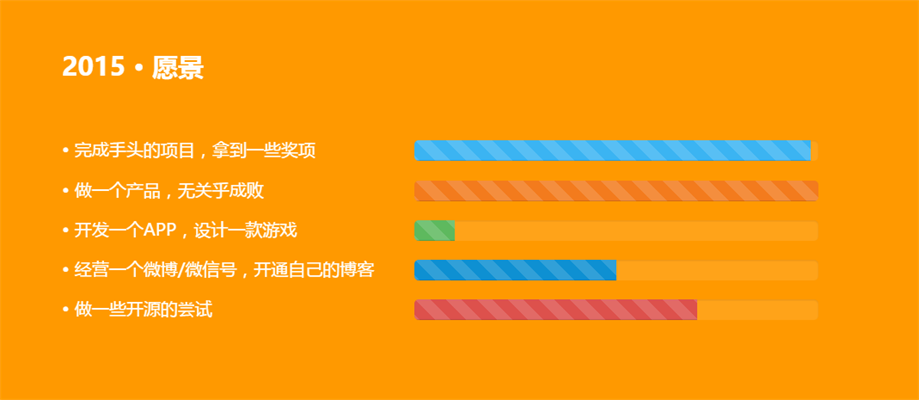 2015 · 愿景
• 完成手头的项目，拿到一些奖项
• 做一个产品，无关乎成败
• 开发一个APP，设计一款游戏
• 经营一个微博/微信号，开通自己的博客
• 做一些开源的尝试